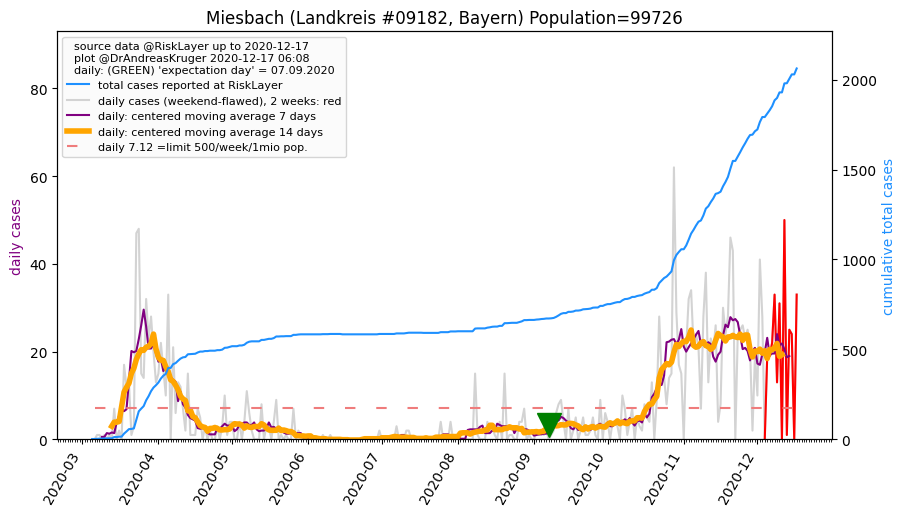 Miesbach (Landkreis #09182, Bayern) Population=99726
source data @RiskLayer up to 2020-12-17
plot @DrAndreasKruger 2020-12-17 06:08
daily: (GREEN) 'expectation day' = 07.09.2020
total cases reported at RiskLayer
daily cases (weekend-flawed), 2 weeks: red
daily: centered moving average 7 days
daily: centered moving average 14 days
daily 7.12 =limit 500/week/1mio pop.
daily cases
80
60
40
20
0
cumulative total cases
2000
1500
1000
500
0
2020-03
2020-04
2020-05
2020-06
2020-07
2020-08
2020-09
2020-10
2020-11
2020-12